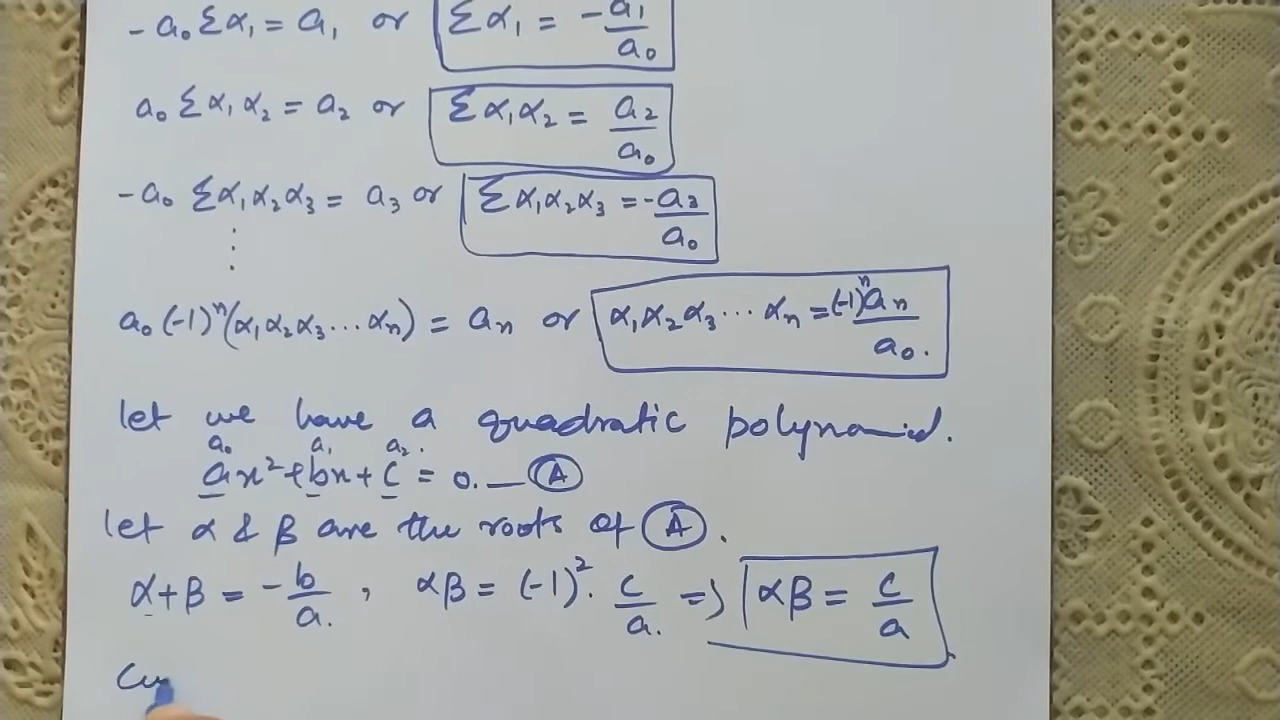 -a₀ Σα₁ = a₁ or Σα₁ = -a₁/a₀
a₀ Σα₁α₂ = a₂ or Σα₁α₂ = a₂/a₀
-a₀ Σα₁α₂α₃ = a₃ or Σα₁α₂α₃ = -a₃/a₀
⋮
a₀(-1)ⁿ(α₁α₂α₃...αₙ) = aₙ or α₁α₂α₃...αₙ = (-1)ⁿaₙ/a₀.
let we have a quadratic polynomial.
a₀ a₁ a₂.
ax² + bx + c = 0. — Ⓐ
let α & β are the roots of Ⓐ.
α+β = -b/a. , αβ = (-1)². c/a. => αβ = c/a